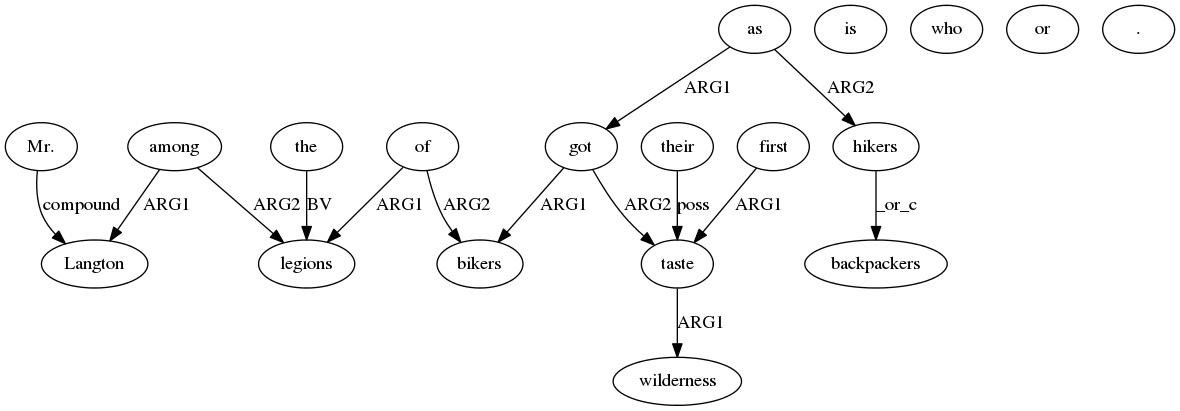 as is who or .
ARG1 ARG2
Mr. among the of got their first hikers
compound ARG1 ARG2 BV ARG1 ARG2 ARG1 ARG2 poss ARG1 _or_c
Langton legions bikers taste backpackers
ARG1
wilderness